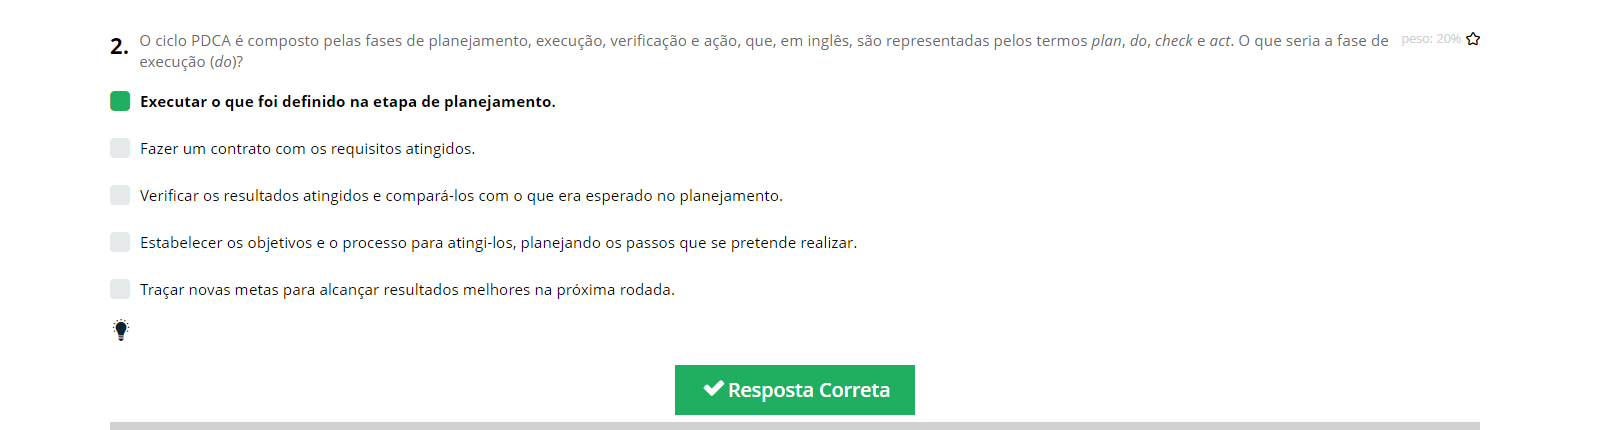 2. O ciclo PDCA é composto pelas fases de planejamento, execução, verificação e ação, que, em inglês, são representadas pelos termos plan, do, check e act. O que seria a fase de peso: 20%
execução (do)?
Executar o que foi definido na etapa de planejamento.
Fazer um contrato com os requisitos atingidos.
Verificar os resultados atingidos e compará-los com o que era esperado no planejamento.
Estabelecer os objetivos e o processo para atingi-los, planejando os passos que se pretende realizar.
Traçar novas metas para alcançar resultados melhores na próxima rodada.
Resposta Correta